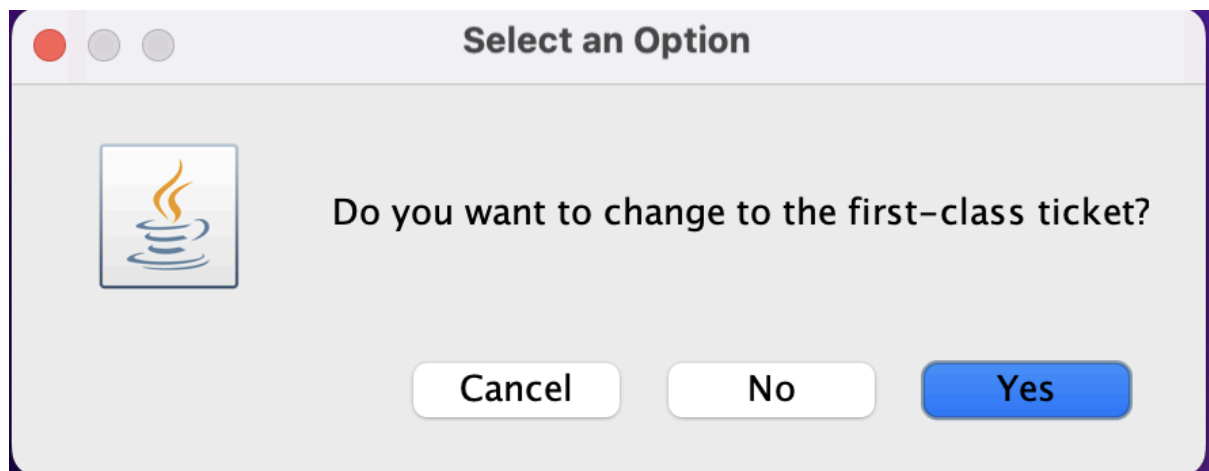 Select an Option
Do you want to change to the first-class ticket?
Cancel No Yes